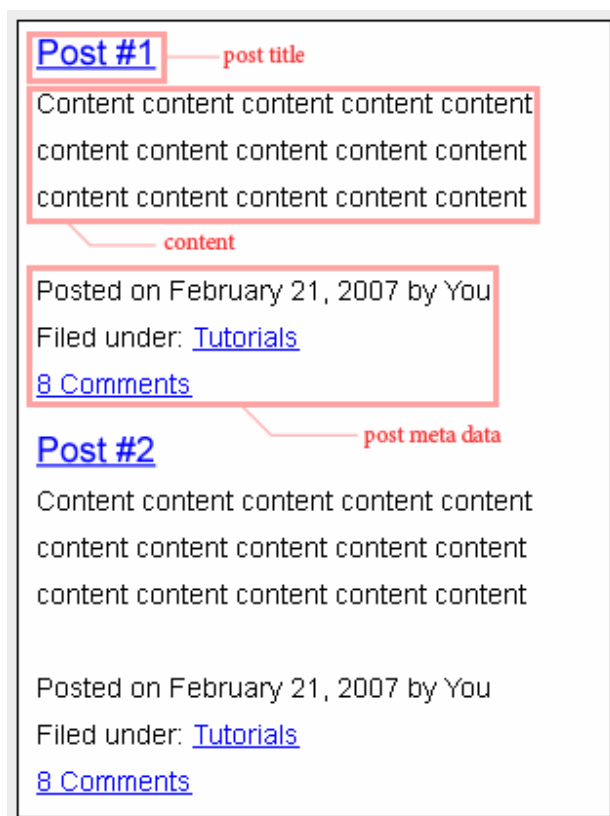 Post #1
post title
Content content content content content
content content content content content
content content content content content
content
Posted on February 21, 2007 by You
Filed under: Tutorials
8 Comments
post meta data
Post #2
Content content content content content
content content content content content
content content content content content
Posted on February 21, 2007 by You
Filed under: Tutorials
8 Comments